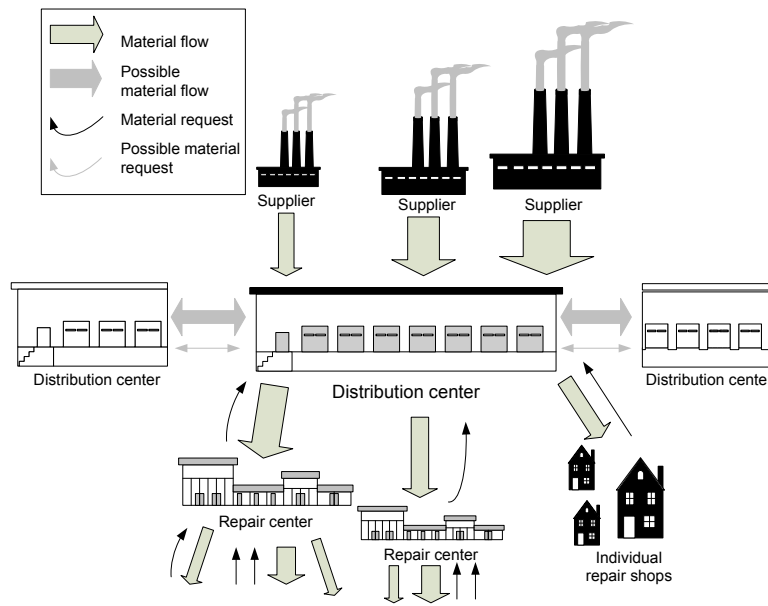 Material flow
Possible
material flow
Material request
Possible material
request
Supplier
Supplier
Supplier
Distribution center
Distribution center
Distribution center
Repair center
Repair center
Individual
repair shops